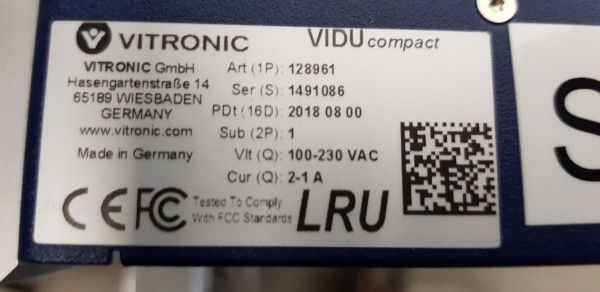 VITRONIC
VIDU compact
VITRONIC GmbH
Hasengartenstraße 14
65189 WIESBADEN
GERMANY
www.vitronic.com
Made in Germany
Art (1P): 128961
Ser (S): 1491086
PDt (16D): 2018 08 00
Sub (2P): 1
Vlt (Q): 100-230 VAC
Cur (Q): 2-1 A
CE FC Tested To Comply
With FCC Standards
LRU
S